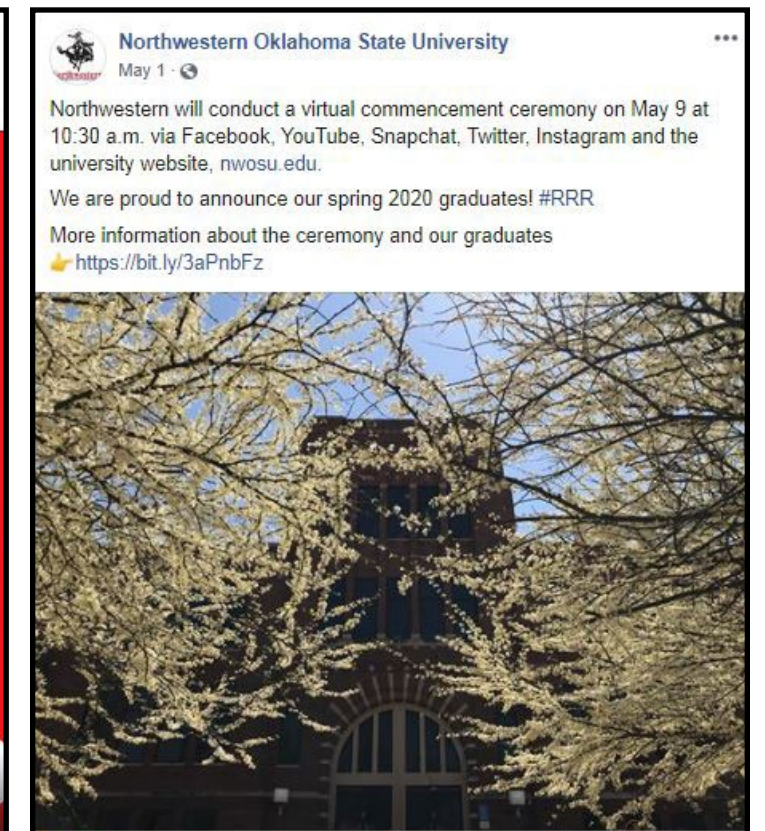 Northwestern Oklahoma State University
May 1 ·
Northwestern will conduct a virtual commencement ceremony on May 9 at
10:30 a.m. via Facebook, YouTube, Snapchat, Twitter, Instagram and the
university website, nwosu.edu.
We are proud to announce our spring 2020 graduates! #RRR
More information about the ceremony and our graduates
👉https://bit.ly/3aPnbFz